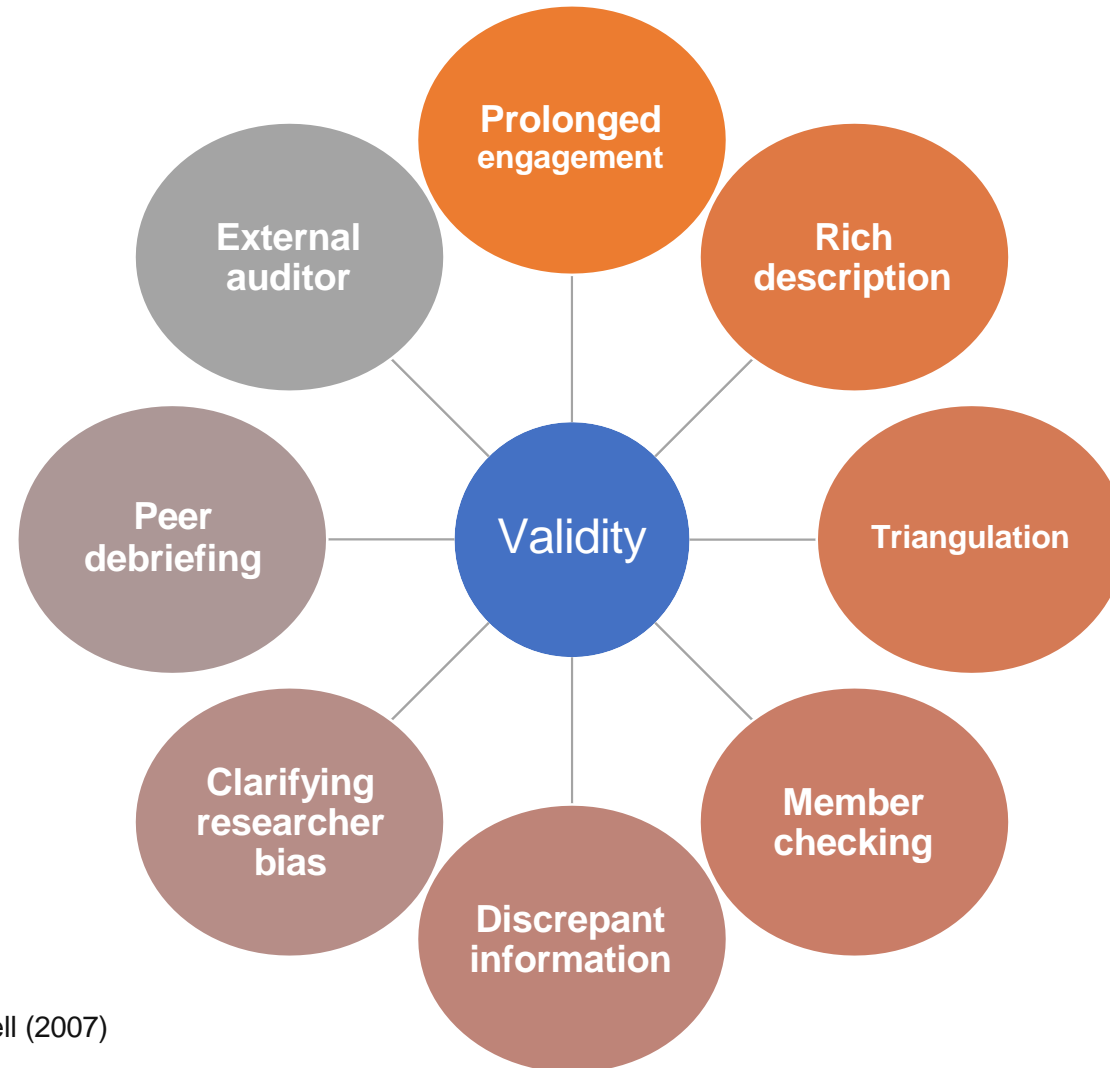 Prolonged
engagement
Rich
description
Triangulation
Member
checking
Discrepant
information
Clarifying
researcher
bias
Peer
debriefing
External
auditor
Validity
ell (2007)